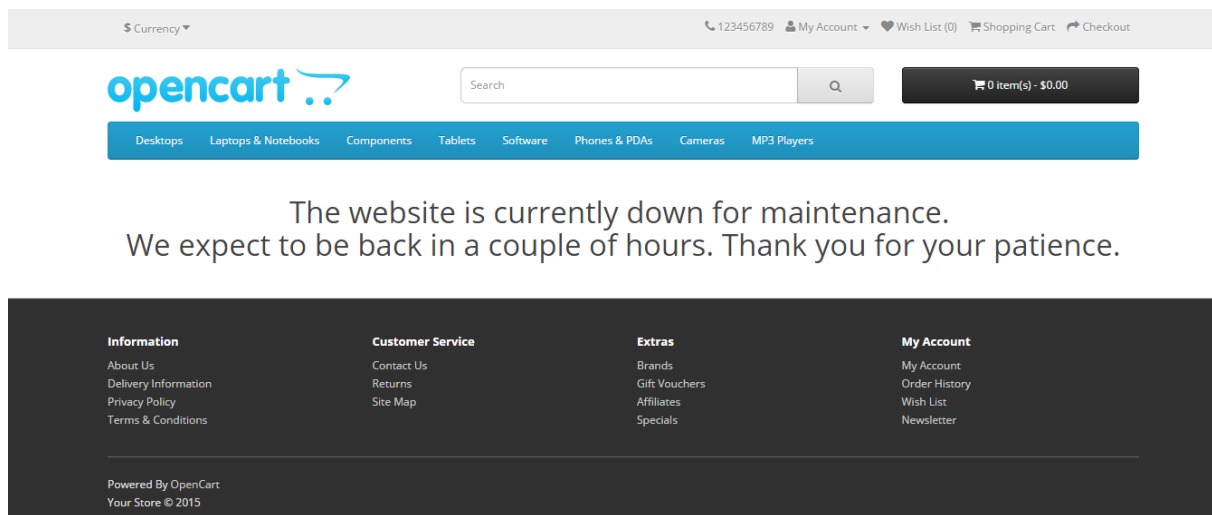 $ Currency
123456789 My Account Wish List (0) Shopping Cart Checkout
opencart
Search
0 item(s) - $0.00
Desktops Laptops & Notebooks Components Tablets Software Phones & PDAs Cameras MP3 Players
The website is currently down for maintenance.
We expect to be back in a couple of hours. Thank you for your patience.
Information
About Us
Delivery Information
Privacy Policy
Terms & Conditions
Customer Service
Contact Us
Returns
Site Map
Extras
Brands
Gift Vouchers
Affiliates
Specials
My Account
My Account
Order History
Wish List
Newsletter
Powered By OpenCart
Your Store © 2015